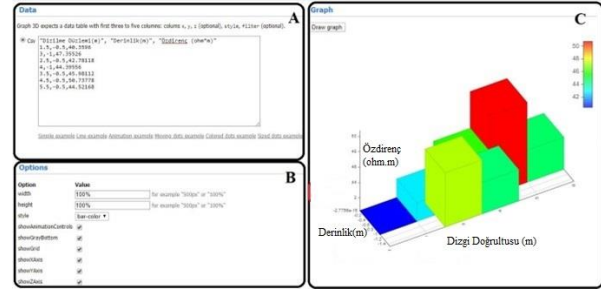 Data
A
Graph 3D expects a data table with first three to five columns: colums x, y, z (optional), style, filter (optional).
Csv
"Dizilme Düzlemi(m)", "Derinlik(m)", "Özdirenç (ohm*m)"
1.5,-0.5,40.3596
3,-1,47.35526
2.5,-0.5,42.78118
4,-1,44.39556
3.5,-0.5,45.98112
4.5,-0.5,50.73778
5.5,-0.5,44.52168
Simple example Line example Animation example Moving dots example Colored dots example Sized dots example
Options
B
Option Value
width 100% for example "500px" or "100%"
height 100% for example "500px" or "100%"
style bar-color
showAnimationControls
showGrayBottom
showGrid
showXAxis
showYAxis
showZAxis
Graph
Draw graph
C
50
48
46
44
42
Özdirenç
(ohm.m)
Derinlik(m)
Dizgi Doğrultusu (m)